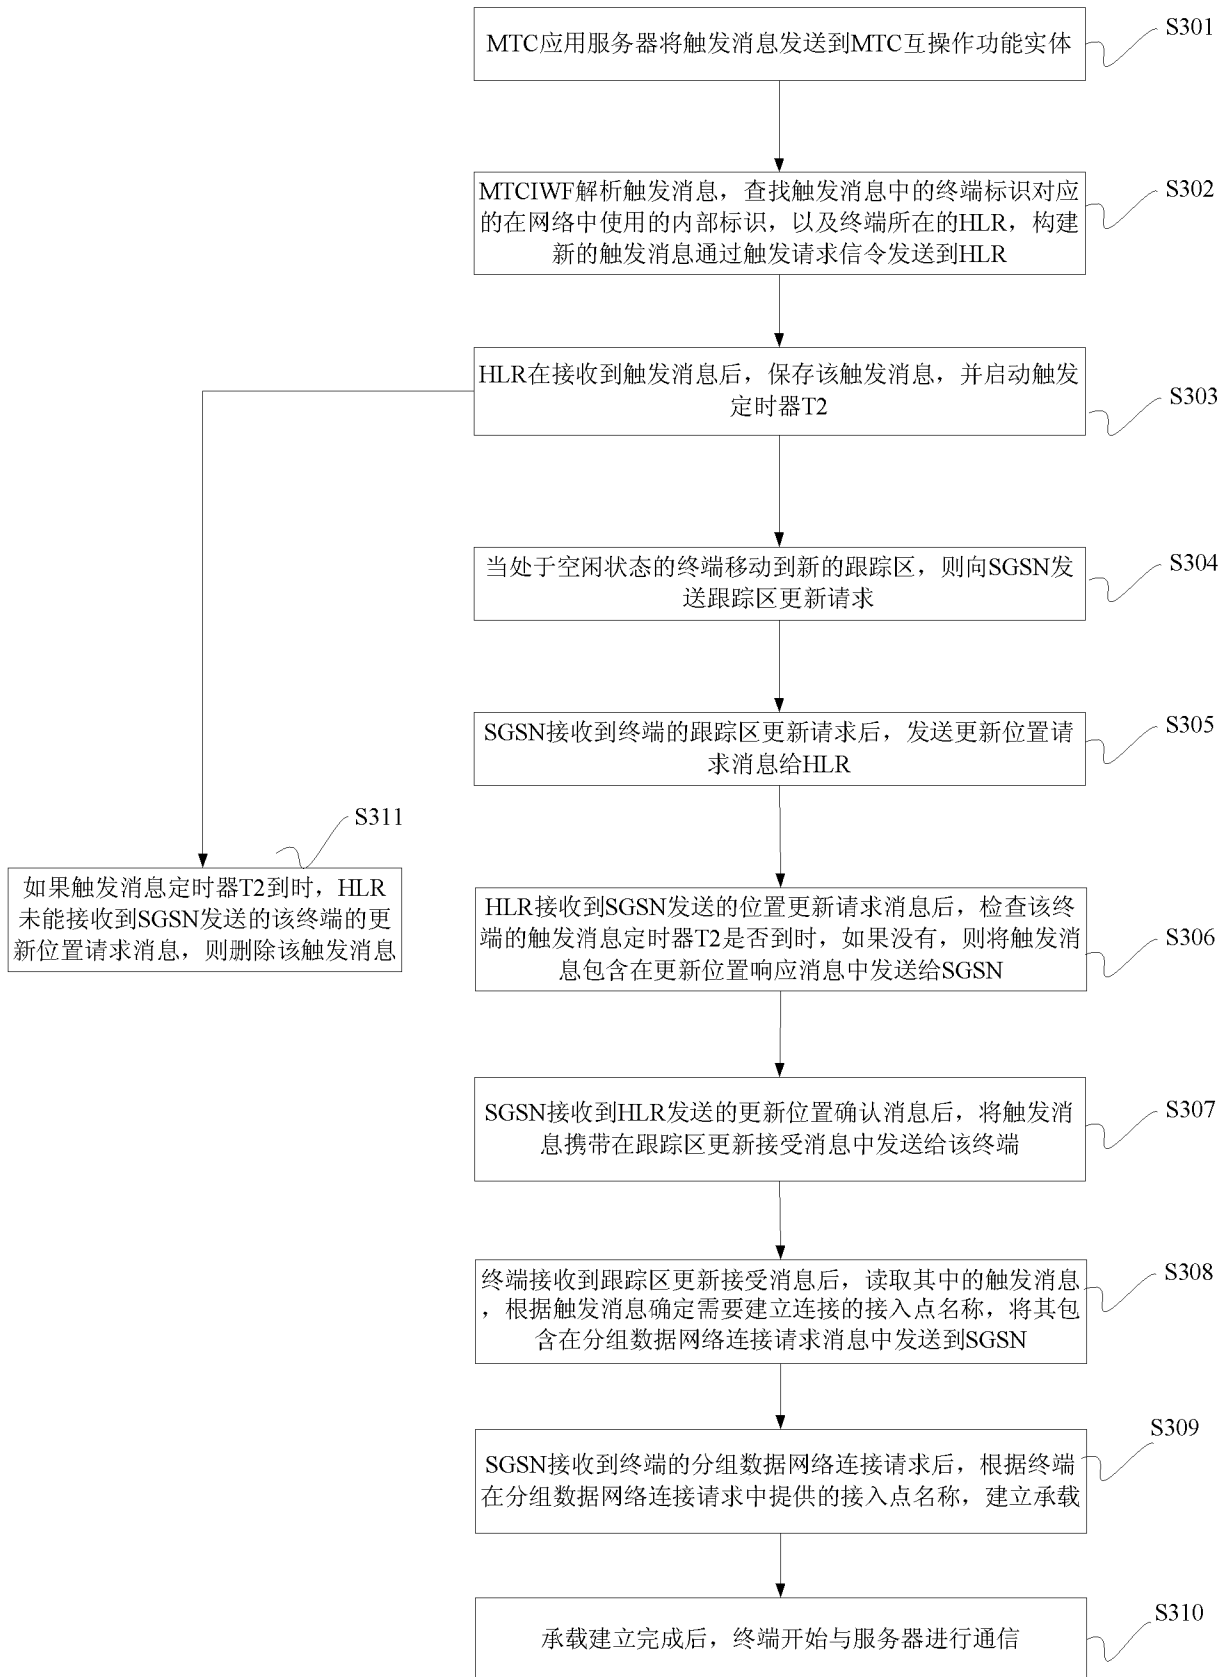 MTC应用服务器将触发消息发送到MTC互操作功能实体
S301
MTCIWF解析触发消息，查找触发消息中的终端标识对应
的在网络中使用的内部标识，以及终端所在的HLR，构建
新的触发消息通过触发请求信令发送到HLR
S302
HLR在接收到触发消息后，保存该触发消息，并启动触发
定时器T2
S303
当处于空闲状态的终端移动到新的跟踪区，则向SGSN发
送跟踪区更新请求
S304
SGSN接收到终端的跟踪区更新请求后，发送更新位置请
求消息给HLR
S305
S311
如果触发消息定时器T2到时，HLR
未能接收到SGSN发送的该终端的更
新位置请求消息，则删除该触发消息
HLR接收到SGSN发送的位置更新请求消息后，检查该终
端的触发消息定时器T2是否到时，如果没有，则将触发消
息包含在更新位置响应消息中发送给SGSN
S306
SGSN接收到HLR发送的更新位置确认消息后，将触发消
息携带在跟踪区更新接受消息中发送给该终端
S307
终端接收到跟踪区更新接受消息后，读取其中的触发消息
，根据触发消息确定需要建立连接的接入点名称，将其包
含在分组数据网络连接请求消息中发送到SGSN
S308
SGSN接收到终端的分组数据网络连接请求后，根据终端
在分组数据网络连接请求中提供的接入点名称，建立承载
S309
承载建立完成后，终端开始与服务器进行通信
S310